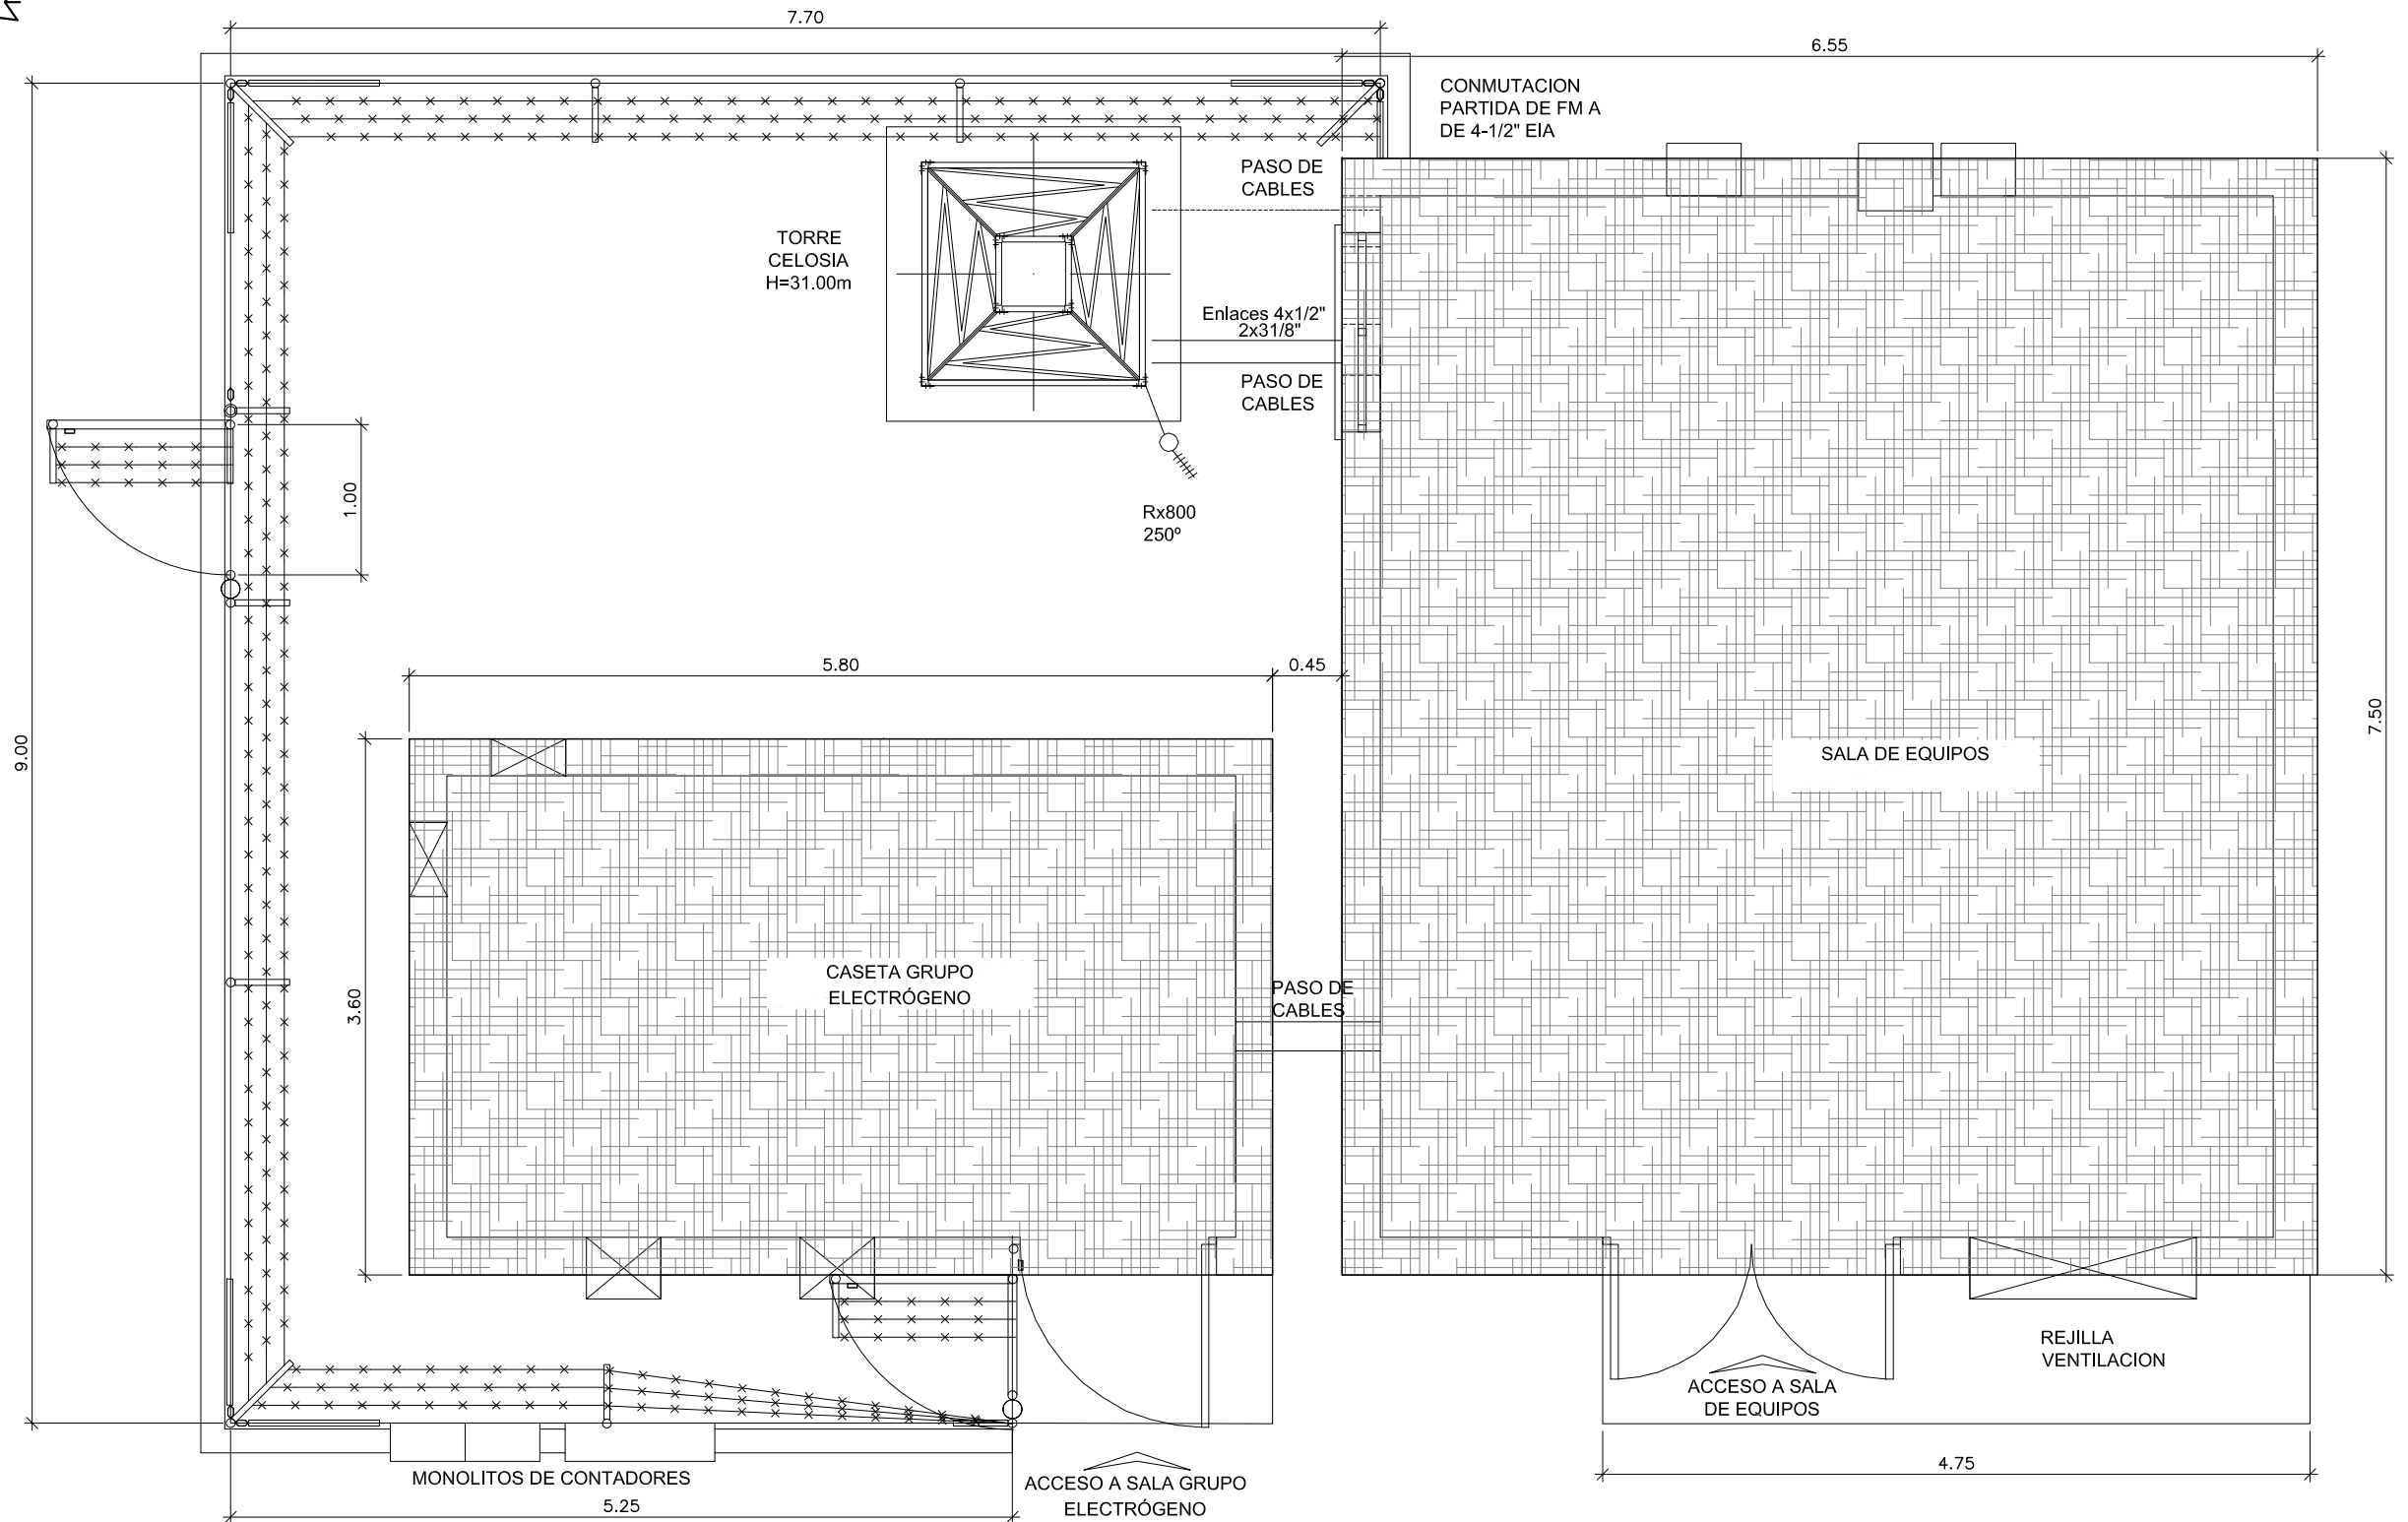 7.70
6.55
CONMUTACION
PARTIDA DE FM A
DE 4-1/2" EIA
PASO DE
CABLES
TORRE
CELOSIA
H=31.00m
Enlaces 4x1/2"
2x31/8"
PASO DE
CABLES
1.00
Rx800
250º
5.80
0.45
9.00
7.50
SALA DE EQUIPOS
CASETA GRUPO
ELECTRÓGENO
3.60
PASO DE
CABLES
REJILLA
VENTILACION
ACCESO A SALA
DE EQUIPOS
MONOLITOS DE CONTADORES
ACCESO A SALA GRUPO
ELECTRÓGENO
4.75
5.25